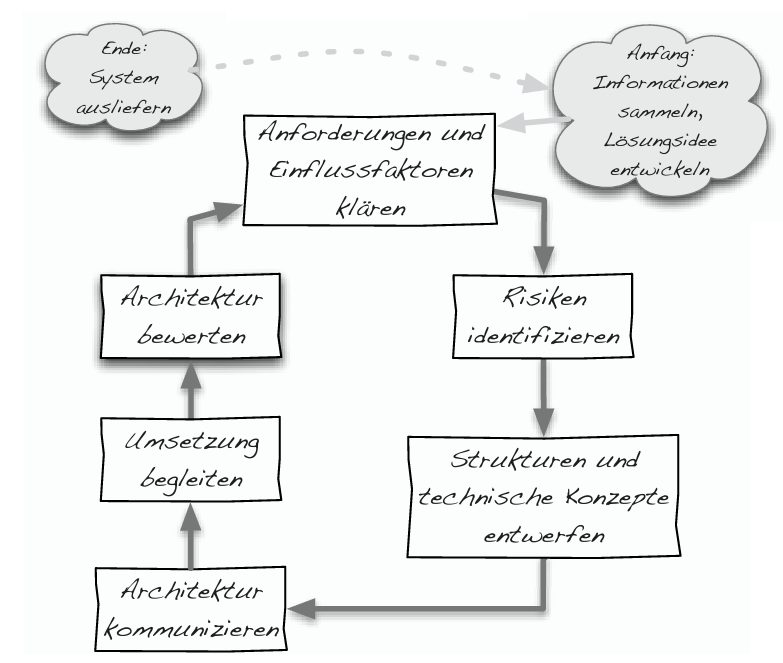 Ende:
System
ausliefern
Anfang:
Informationen
sammeln,
Lösungsidee
entwickeln
Anforderungen und
Einflussfaktoren
klären
Risiken
identifizieren
Strukturen und
technische Konzepte
entwerfen
Architektur
kommunizieren
Umsetzung
begleiten
Architektur
bewerten